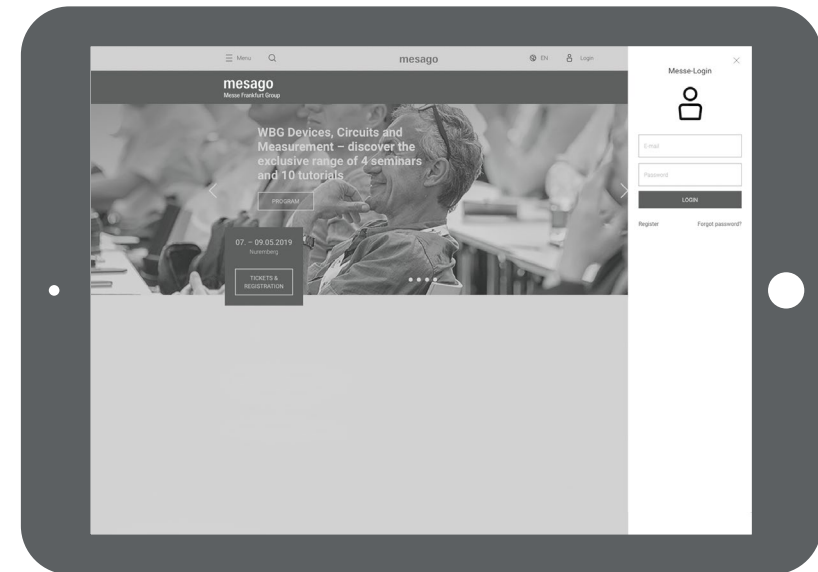 Menu
mesago
EN
Login
mesago
Messe Frankfurt Group
WBG Devices, Circuits and
Measurement – discover the
exclusive range of 4 seminars
and 10 tutorials
PROGRAM
07. – 09.05.2019
Nuremberg
TICKETS &
REGISTRATION
Messe-Login
E-mail
Password
LOGIN
Register
Forgot password?